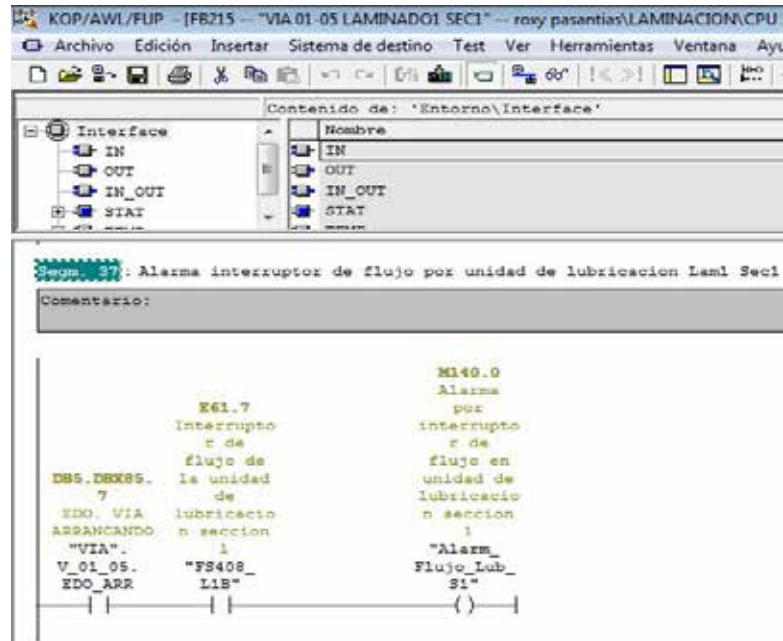 KOP/AWL/FUP - [FB215 -- "VIA 01-05 LAMINADO1 SEC1" -- roxy pasantias\LAMINACION\CPU
Archivo Edición Insertar Sistema de destino Test Ver Herramientas Ventana Ayu
Contenido de: 'Entorno\Interface'
Interface
IN
OUT
IN_OUT
STAT
Nombre
IN
OUT
IN_OUT
STAT
Segm. 37: Alarma interruptor de flujo por unidad de lubricacion Lam1 Sec1
Comentario:
DB5.DBX85.
7
EDO. VIA
ARRANCANDO
"VIA".
V_01_05.
EDO_ARR
E61.7
Interrupto
r de
flujo de
la unidad
de
lubricacio
n seccion
1
"FS408_
L1B"
M140.0
Alarma
por
interrupto
r de
flujo en
unidad de
lubricacio
n seccion
1
"Alarm_
Flujo_Lub_
S1"